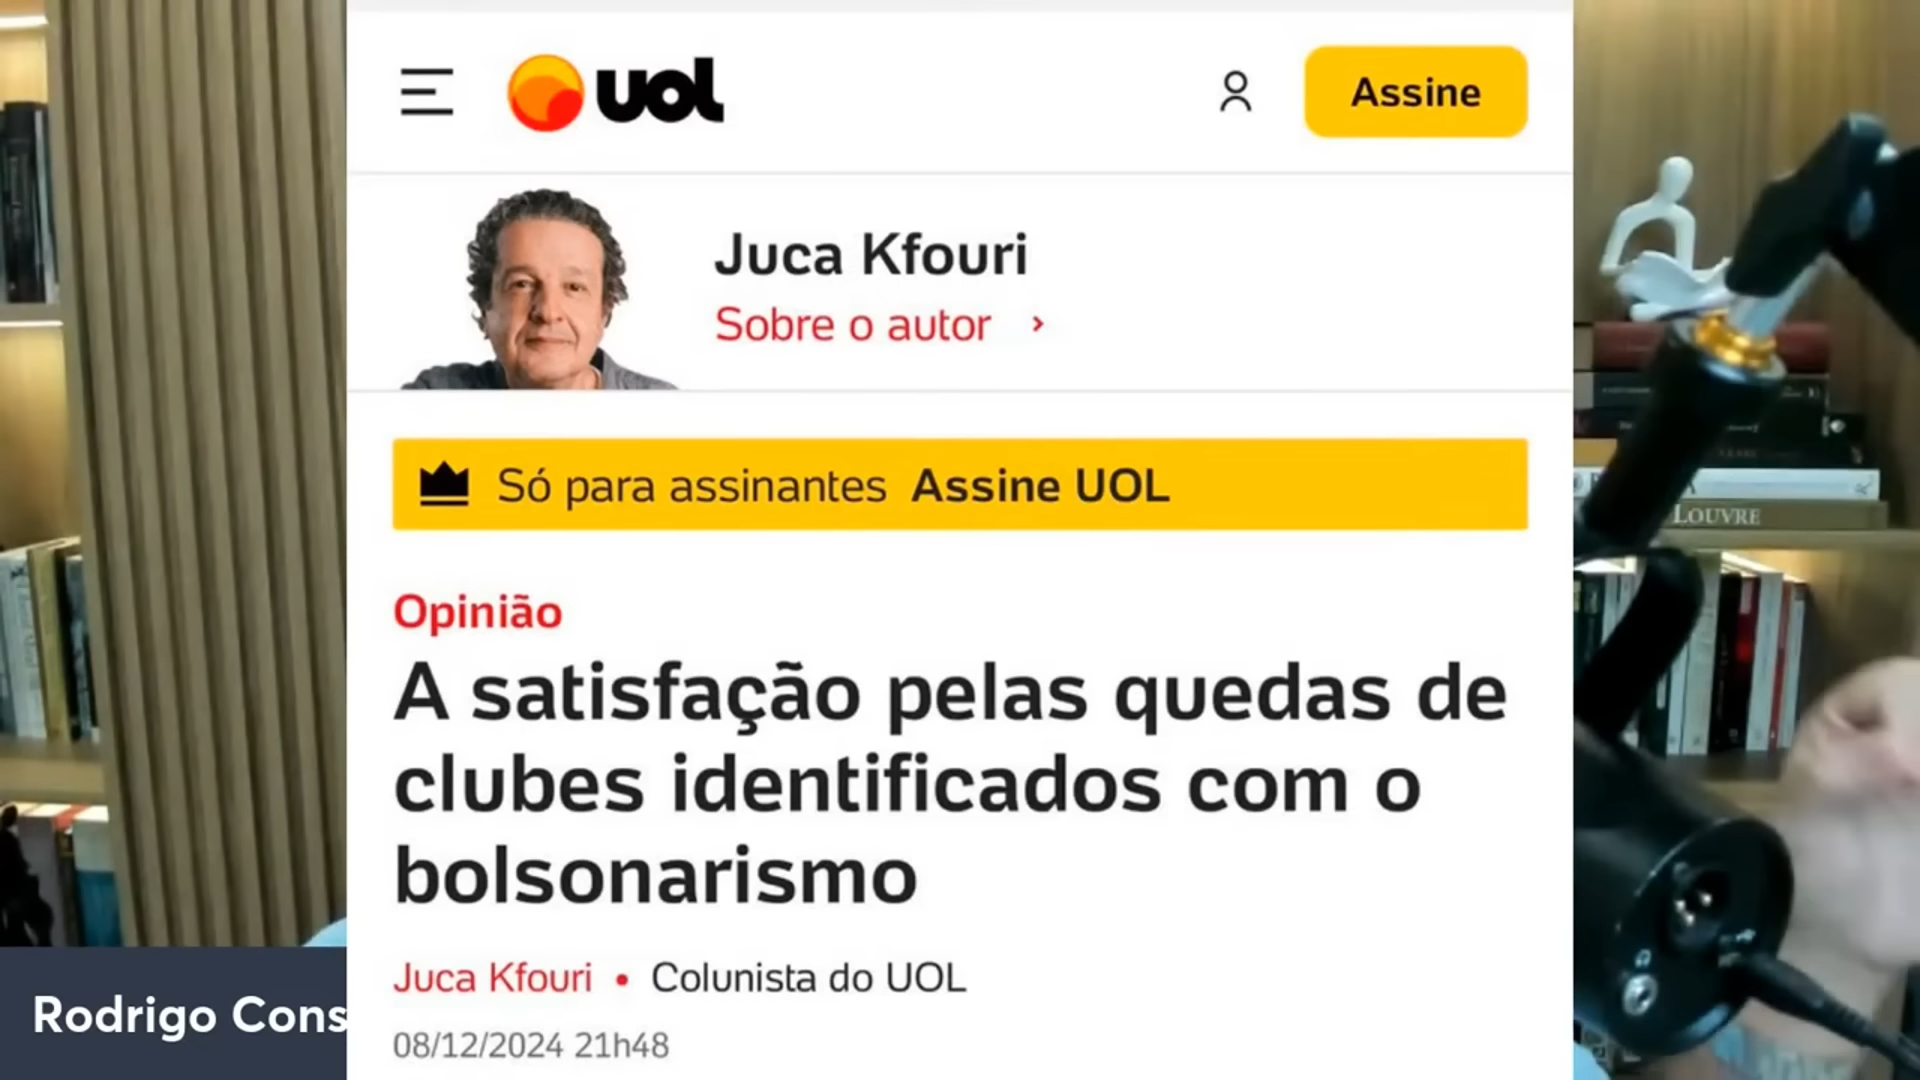 uol
Assine
Juca Kfouri
Sobre o autor
Só para assinantes Assine UOL
LOUVRE
Opinião
A satisfação pelas quedas de
clubes identificados com o
bolsonarismo
Juca Kfouri • Colunista do UOL
Rodrigo Cons
08/12/2024 21h48